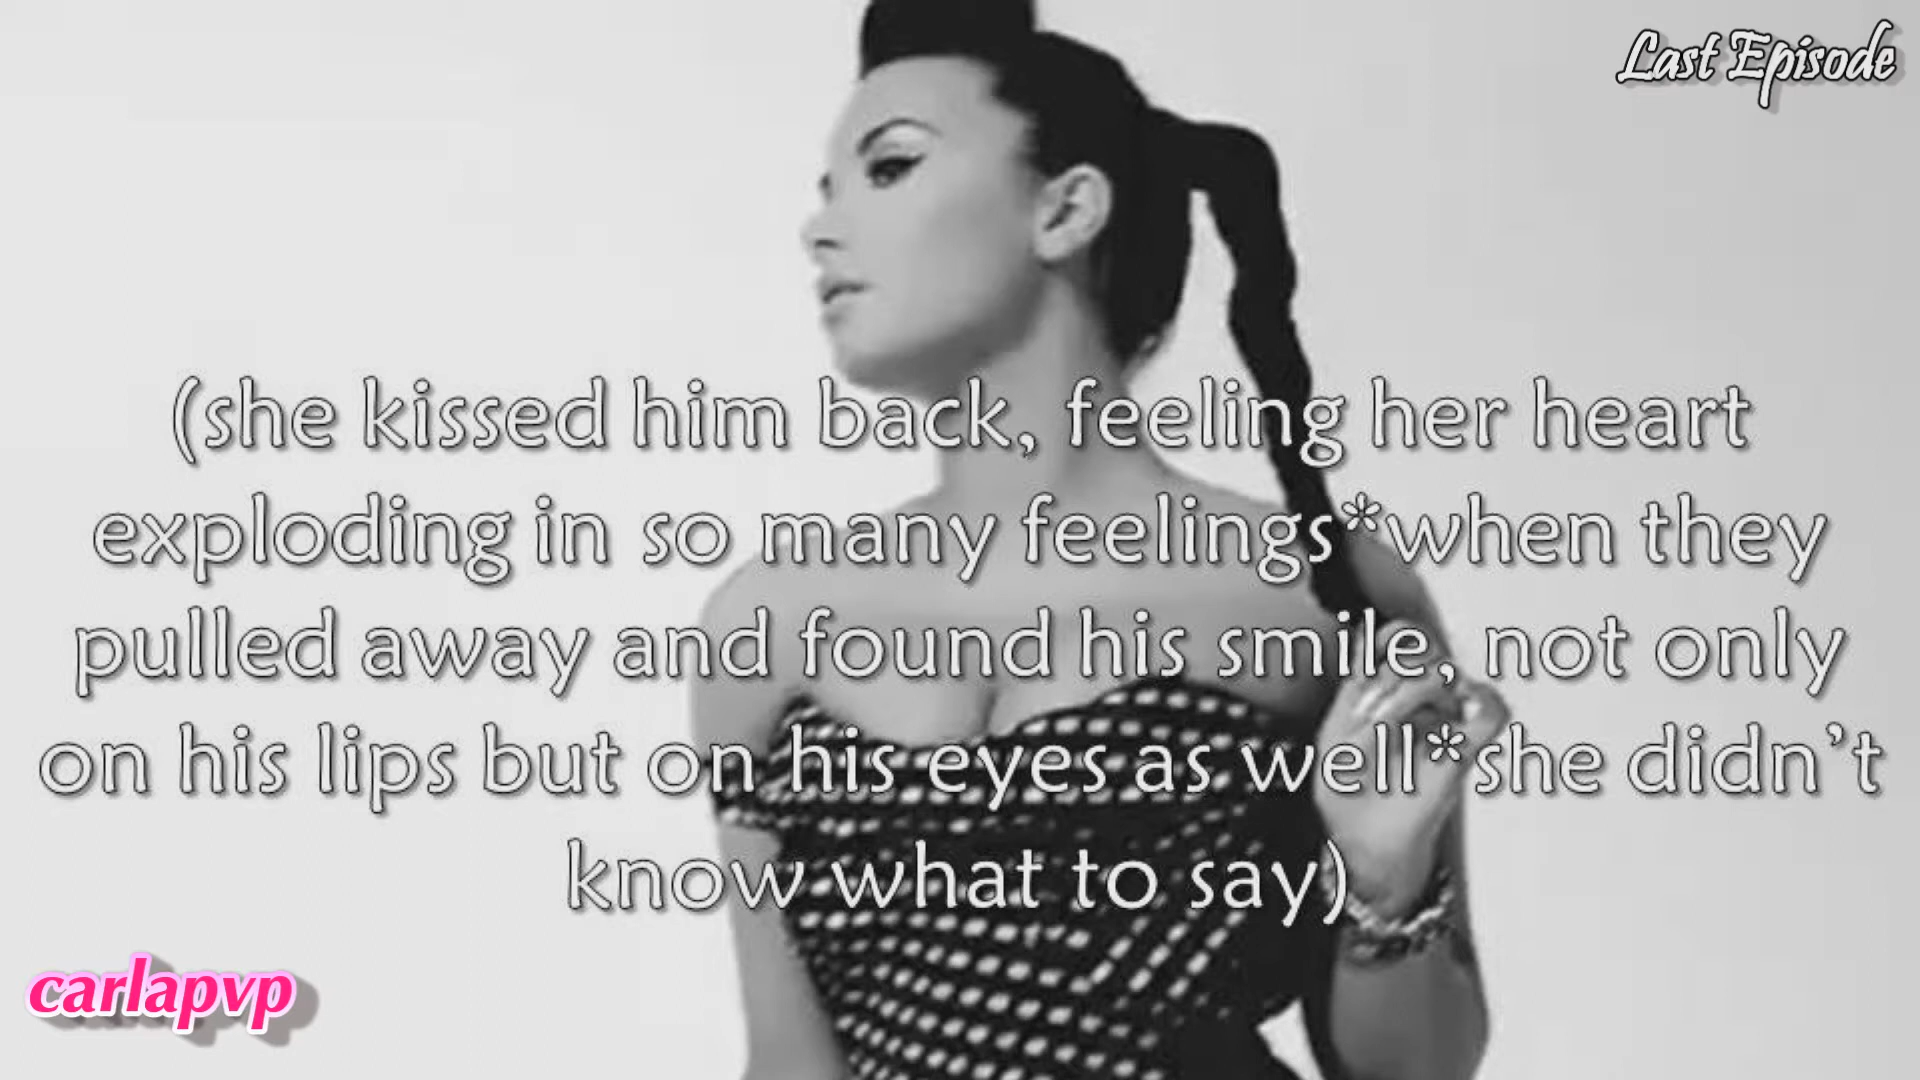 Last Episode
(she kissed him back, feeling her heart
exploding in so many feelings*when they
pulled away and found his smile, not only
on his lips but on his eyes as well*she didn't
know what to say)
carlapvp